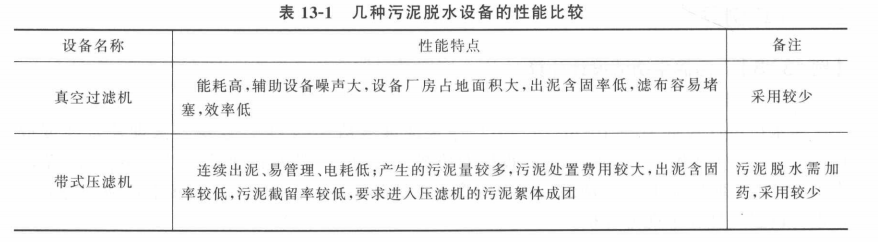 表 13-1 几种污泥脱水设备的性能比较
设备名称 性能特点 备注
真空过滤机 能耗高,辅助设备噪声大,设备厂房占地面积大,出泥含固率低,滤布容易堵 采用较少
塞,效率低
带式压滤机 连续出泥、易管理、电耗低;产生的污泥量较多,污泥处置费用较大,出泥含固 污泥脱水需加
率较低,污泥截留率较低,要求进入压滤机的污泥絮体成团 药,采用较少